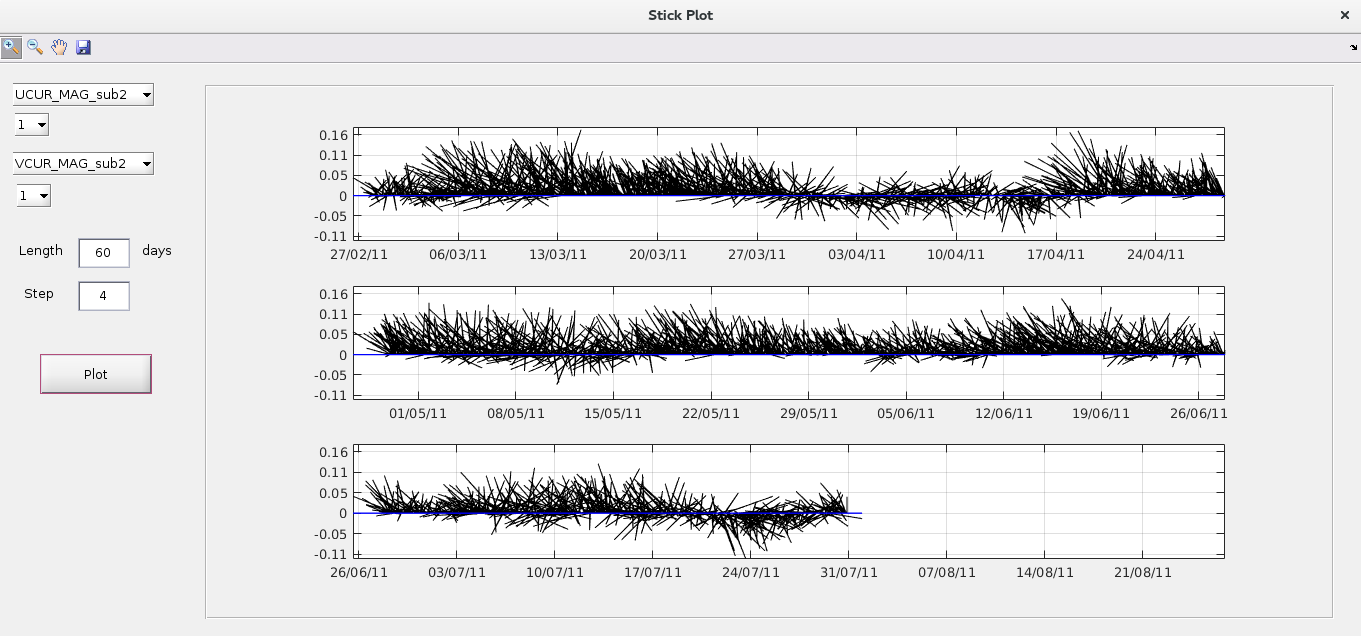 Stick Plot
UCUR_MAG_sub2
1
VCUR_MAG_sub2
1
Length 60 days
Step 4
Plot
0.16
0.11
0.05
0
-0.05
-0.11
27/02/11 06/03/11 13/03/11 20/03/11 27/03/11 03/04/11 10/04/11 17/04/11 24/04/11
0.16
0.11
0.05
0
-0.05
-0.11
01/05/11 08/05/11 15/05/11 22/05/11 29/05/11 05/06/11 12/06/11 19/06/11 26/06/11
0.16
0.11
0.05
0
-0.05
-0.11
26/06/11 03/07/11 10/07/11 17/07/11 24/07/11 31/07/11 07/08/11 14/08/11 21/08/11